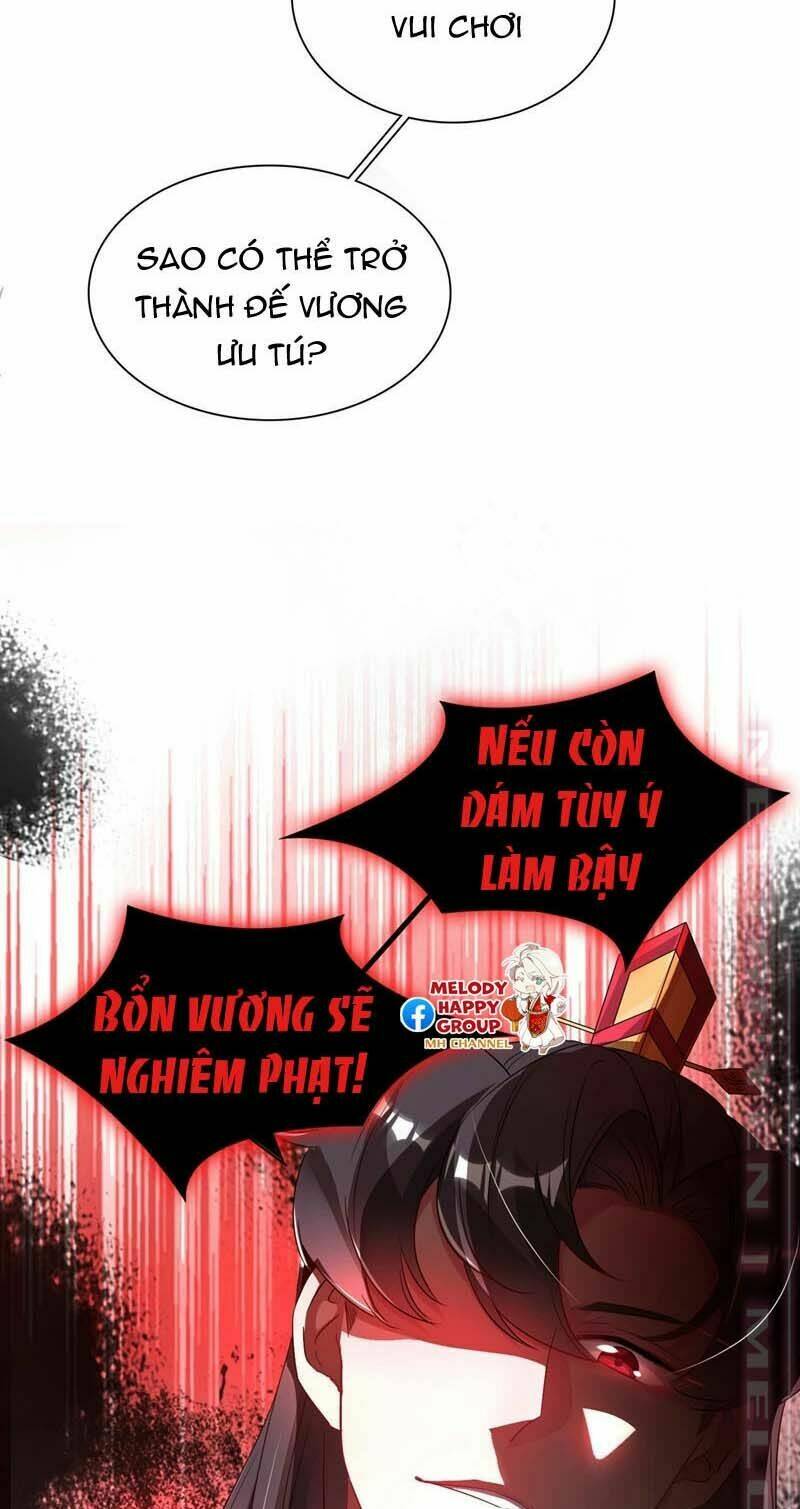 VUI CHƠI
SAO CÓ THỂ TRỞ
THÀNH ĐẾ VƯƠNG
ƯU TÚ?
NẾU CÒN
DÁM TÙY Ý
LÀM BẬY
BỔN VƯƠNG SẼ
NGHIÊM PHẠT!
MELODY
HAPPY
GROUP
MH CHANNEL